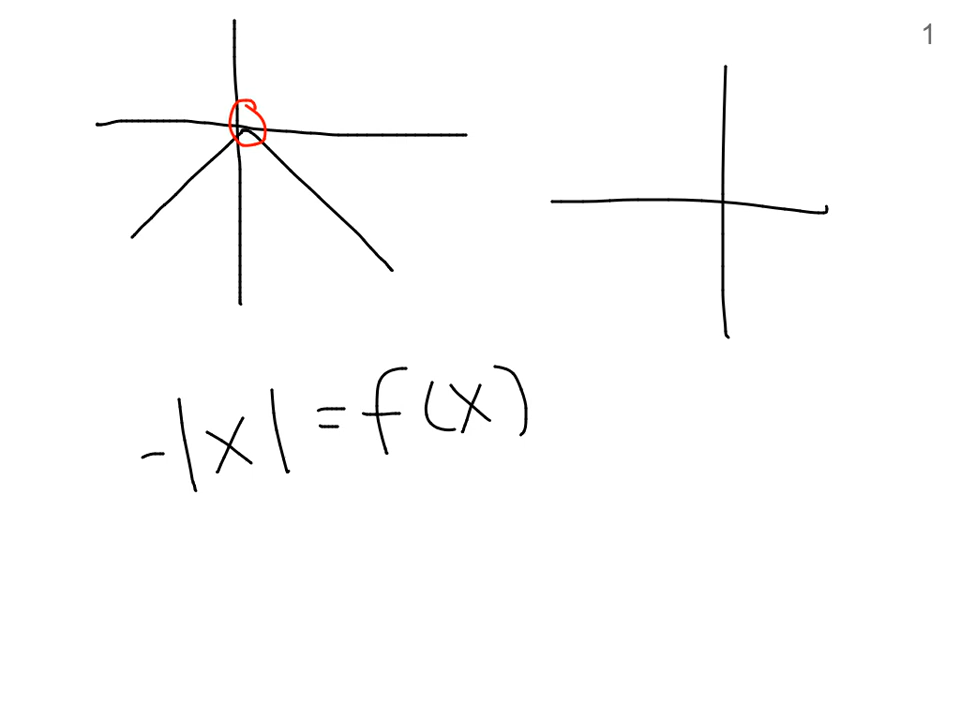 1
-|x| = f(x)